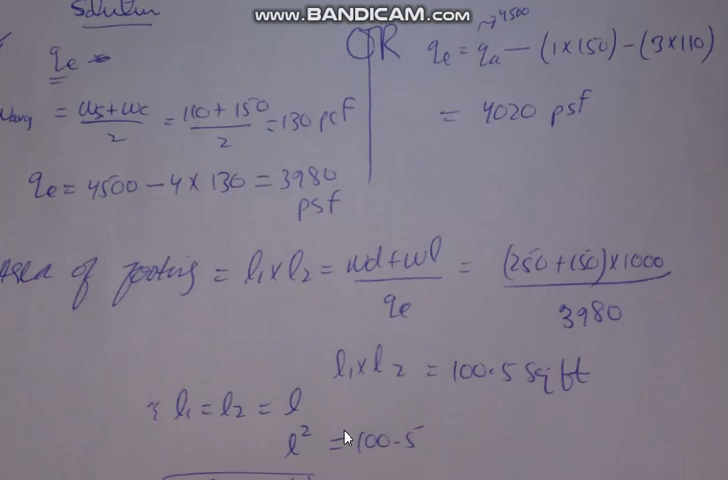 www.BANDICAM.com
Solution
qe
OR qe = qa - (1 x 150) - (3 x 110)
4500
= 4020 psf
wavg = ws + wc / 2 = 110 + 150 / 2 = 130 pcf
qe = 4500 - 4 x 130 = 3980
psf
Area of footing = l1 x l2 = wd + wl / qe = (250 + 150) x 1000 / 3980
l1 x l2 = 100.5 sq ft
l1 = l2 = l
l² = 100.5